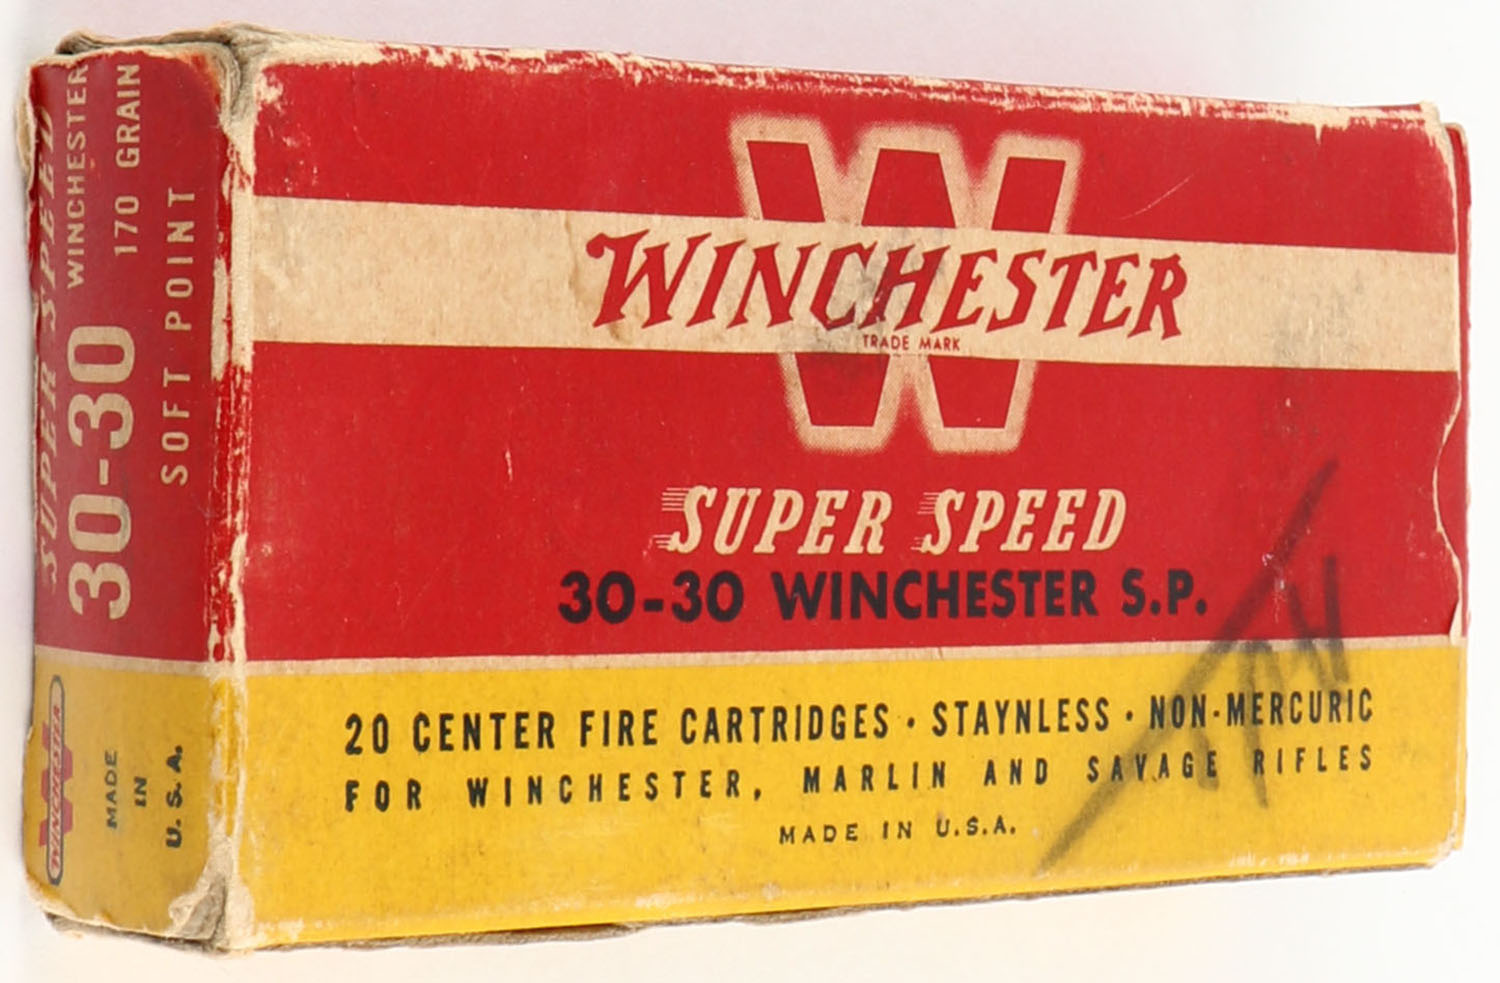 W
WINCHESTER
TRADE MARK
SUPER SPEED
30-30 WINCHESTER S.P.
20 CENTER FIRE CARTRIDGES · STAYNLESS · NON-MERCURIC
FOR WINCHESTER, MARLIN AND SAVAGE RIFLES
MADE IN U.S.A.
SUPER SPEED
30-30 WINCHESTER
170 GRAIN
SOFT POINT
W
WINCHESTER
MADE
IN
U.S.A.